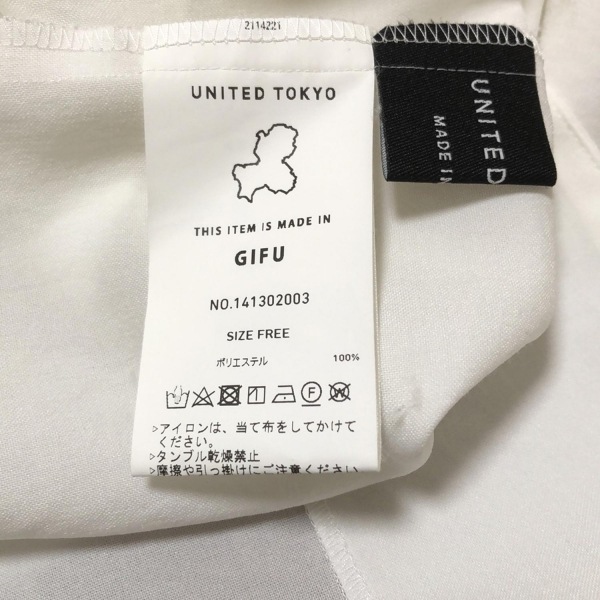 2114221
UNITED TOKYO
THIS ITEM IS MADE IN
GIFU
NO.141302003
SIZE FREE
ポリエステル 100%
F
W
>アイロンは、当て布をしてかけて
ください。
>タンブル乾燥禁止
>摩擦や引っ掛けにご注意ください
UNITED
MADE IN